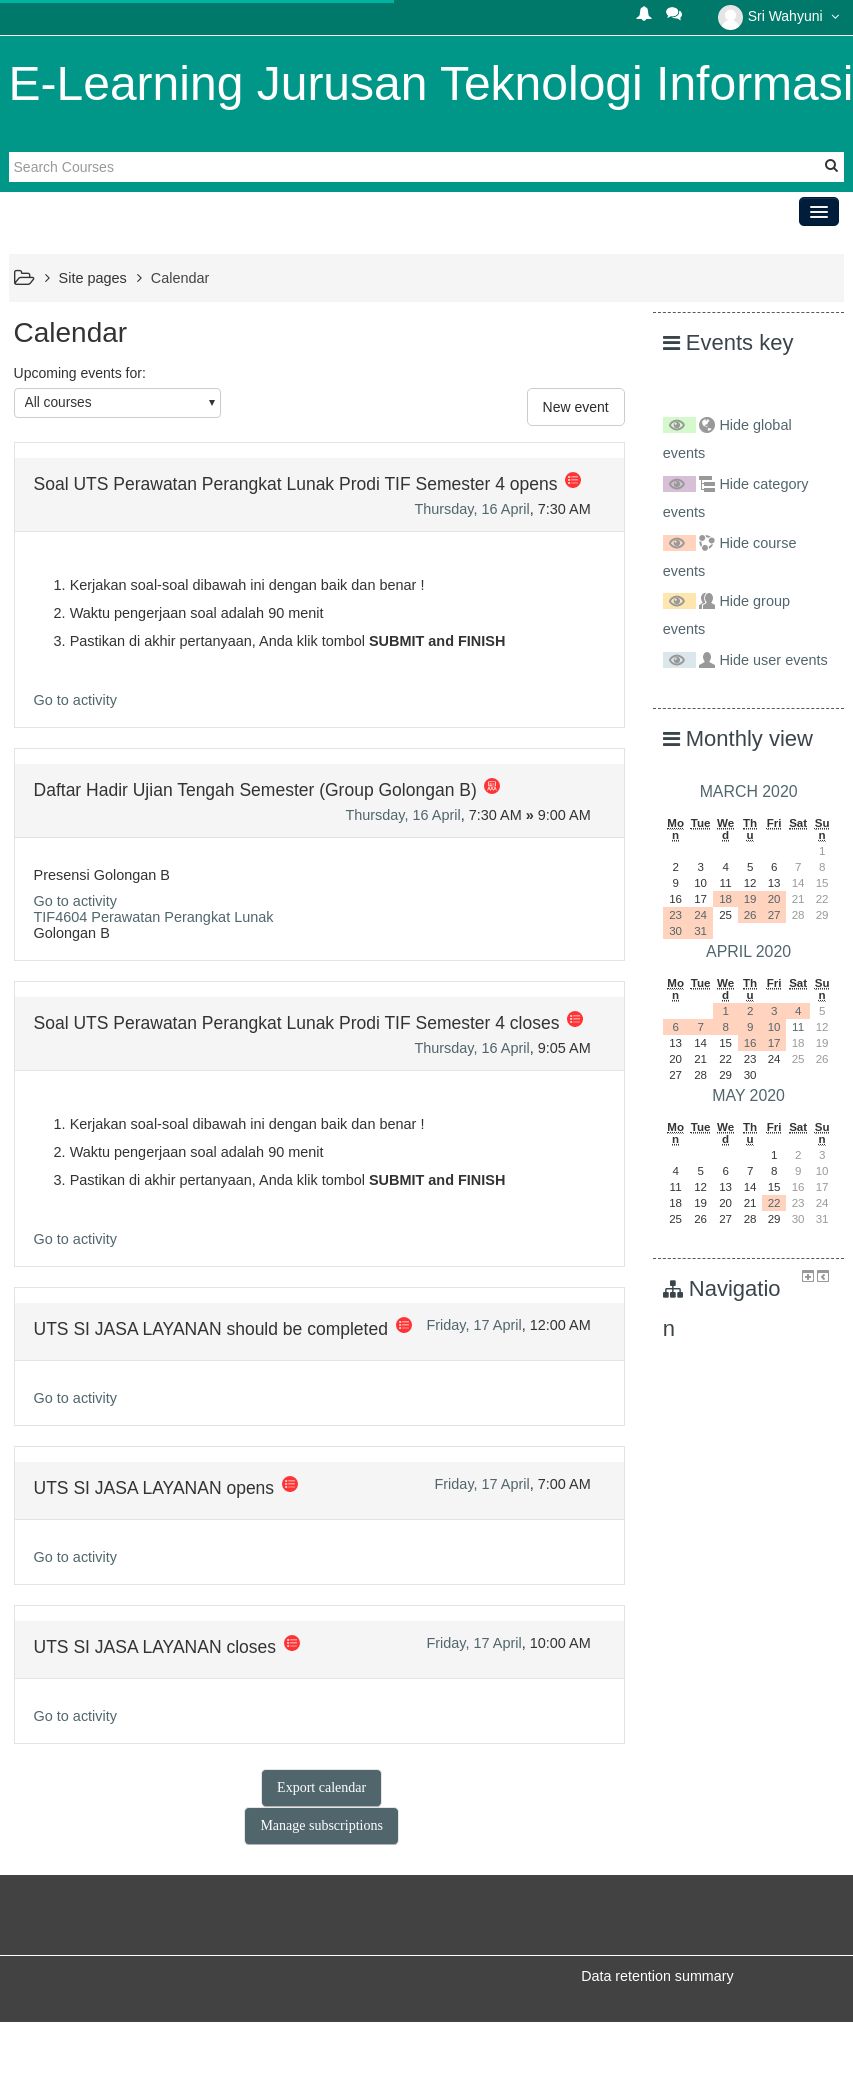 Sri Wahyuni
E-Learning Jurusan Teknologi Informasi
Search Courses
Site pages
Calendar
Calendar
Upcoming events for:
All courses
New event
Soal UTS Perawatan Perangkat Lunak Prodi TIF Semester 4 opens
Thursday, 16 April, 7:30 AM
1. Kerjakan soal-soal dibawah ini dengan baik dan benar !
2. Waktu pengerjaan soal adalah 90 menit
3. Pastikan di akhir pertanyaan, Anda klik tombol SUBMIT and FINISH
Go to activity
Daftar Hadir Ujian Tengah Semester (Group Golongan B)
Thursday, 16 April, 7:30 AM » 9:00 AM
Presensi Golongan B
Go to activity
TIF4604 Perawatan Perangkat Lunak
Golongan B
Soal UTS Perawatan Perangkat Lunak Prodi TIF Semester 4 closes
Thursday, 16 April, 9:05 AM
1. Kerjakan soal-soal dibawah ini dengan baik dan benar !
2. Waktu pengerjaan soal adalah 90 menit
3. Pastikan di akhir pertanyaan, Anda klik tombol SUBMIT and FINISH
Go to activity
UTS SI JASA LAYANAN should be completed
Friday, 17 April, 12:00 AM
Go to activity
UTS SI JASA LAYANAN opens
Friday, 17 April, 7:00 AM
Go to activity
UTS SI JASA LAYANAN closes
Friday, 17 April, 10:00 AM
Go to activity
Export calendar
Manage subscriptions
Events key
Hide global
events
Hide category
events
Hide course
events
Hide group
events
Hide user events
Monthly view
MARCH 2020
Mo Tue We Th Fri Sat Su
n d u n
1
2 3 4 5 6 7 8
9 10 11 12 13 14 15
16 17 18 19 20 21 22
23 24 25 26 27 28 29
30 31
APRIL 2020
Mo Tue We Th Fri Sat Su
n d u n
1 2 3 4 5
6 7 8 9 10 11 12
13 14 15 16 17 18 19
20 21 22 23 24 25 26
27 28 29 30
MAY 2020
Mo Tue We Th Fri Sat Su
n d u n
1 2 3
4 5 6 7 8 9 10
11 12 13 14 15 16 17
18 19 20 21 22 23 24
25 26 27 28 29 30 31
Navigatio
n
Data retention summary